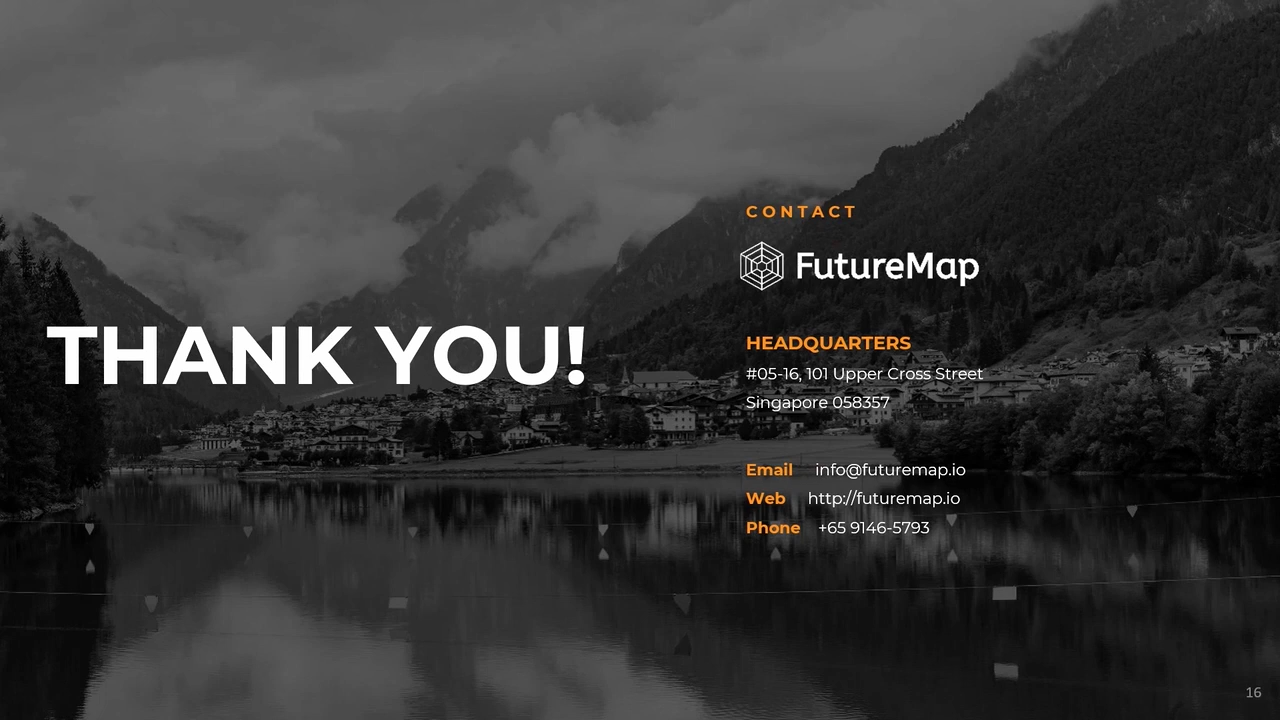 THANK YOU!
CONTACT
FutureMap
HEADQUARTERS
#05-16, 101 Upper Cross Street
Singapore 058357
Email info@futuremap.io
Web http://futuremap.io
Phone +65 9146-5793
16